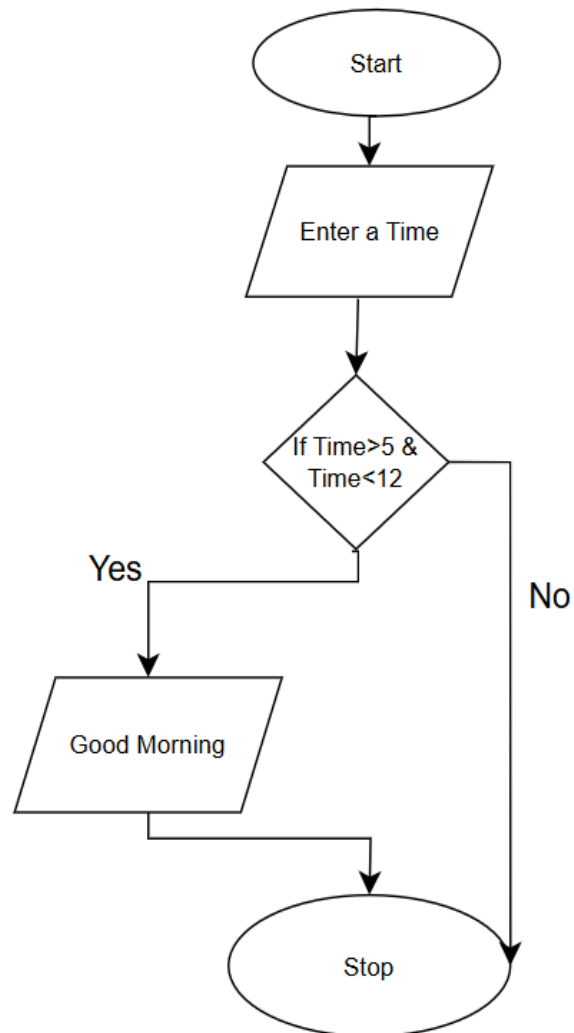 Start
Enter a Time
If Time>5 &
Time<12
Yes
No
Good Morning
Stop